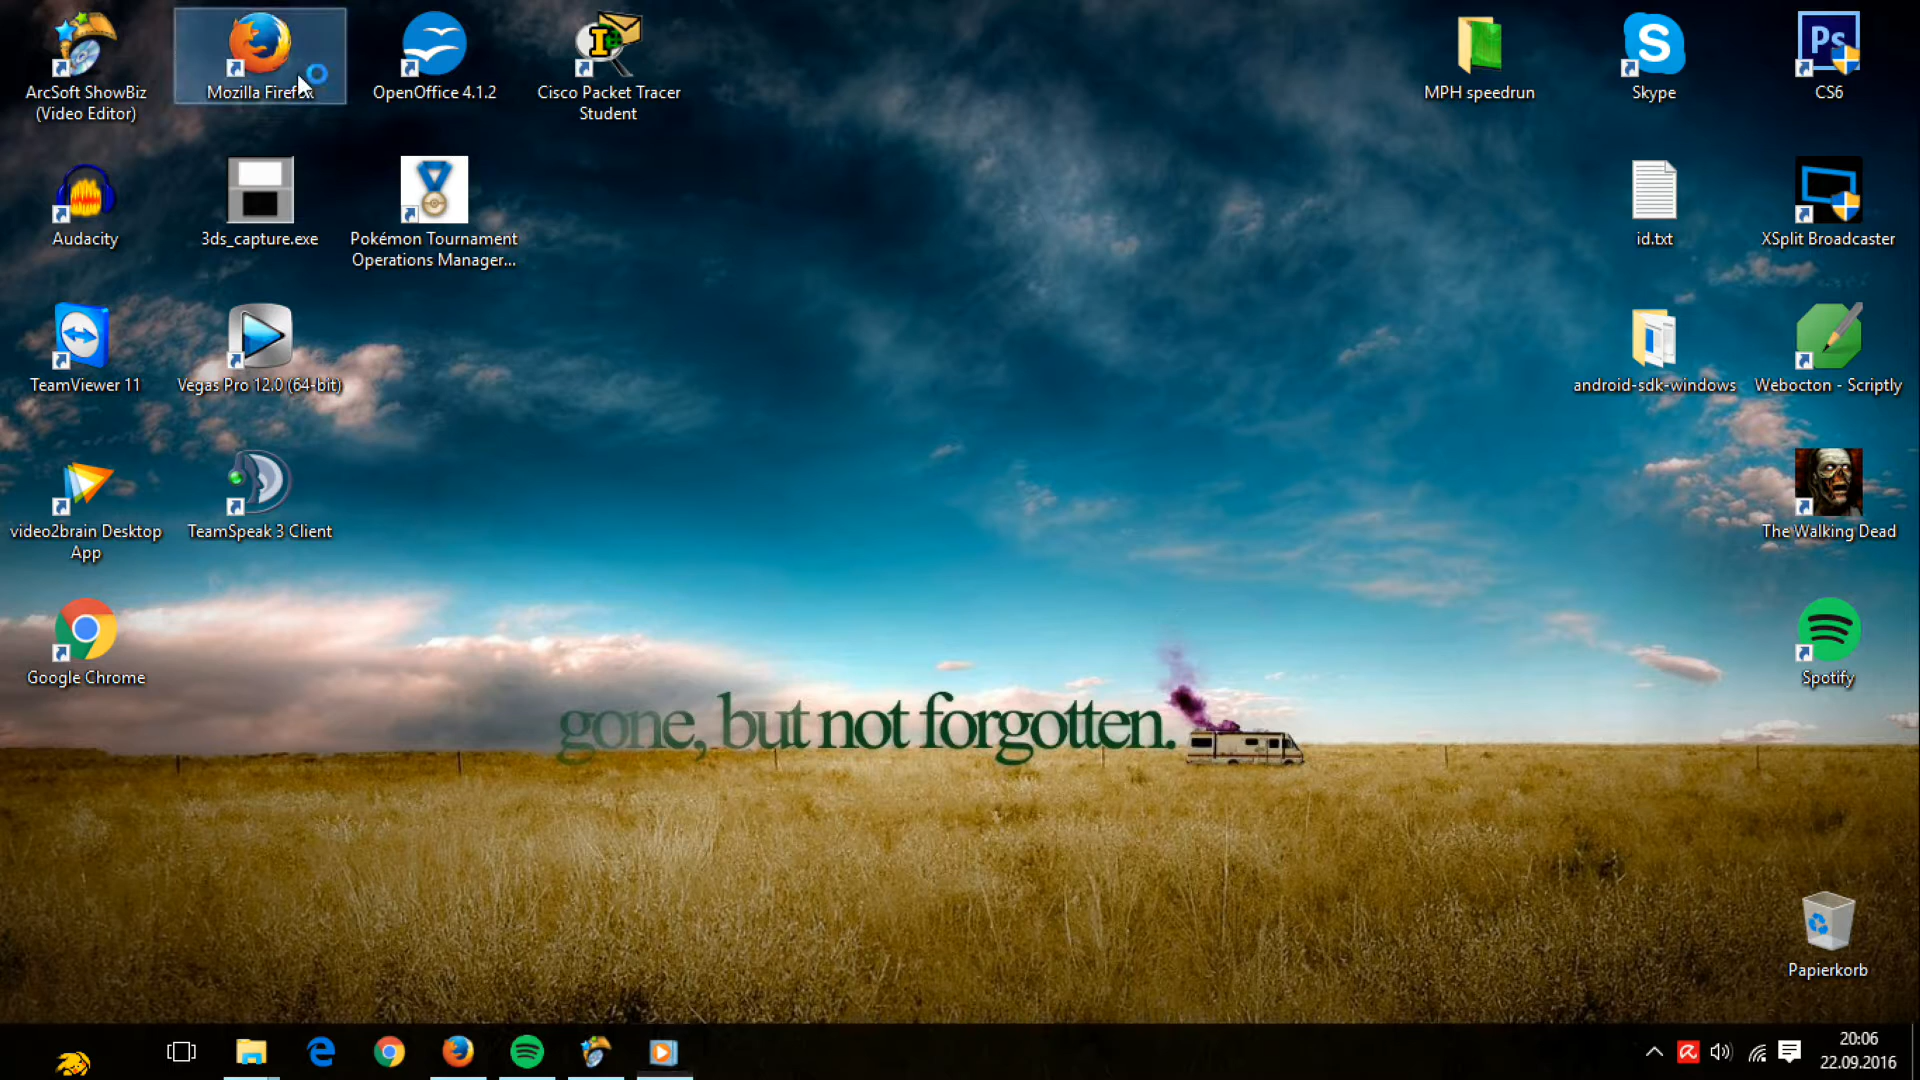 ArcSoft ShowBiz
(Video Editor)
Mozilla Firefox
OpenOffice 4.1.2
Cisco Packet Tracer
Student
MPH speedrun
Skype
Ps
CS6
Audacity
3ds_capture.exe
Pokémon Tournament
Operations Manager...
id.txt
XSplit Broadcaster
TeamViewer 11
Vegas Pro 12.0 (64-bit)
android-sdk-windows
Webocton - Scriptly
video2brain Desktop
App
TeamSpeak 3 Client
The Walking Dead
Google Chrome
Spotify
gone, but not forgotten.
Papierkorb
20:06
22.09.2016